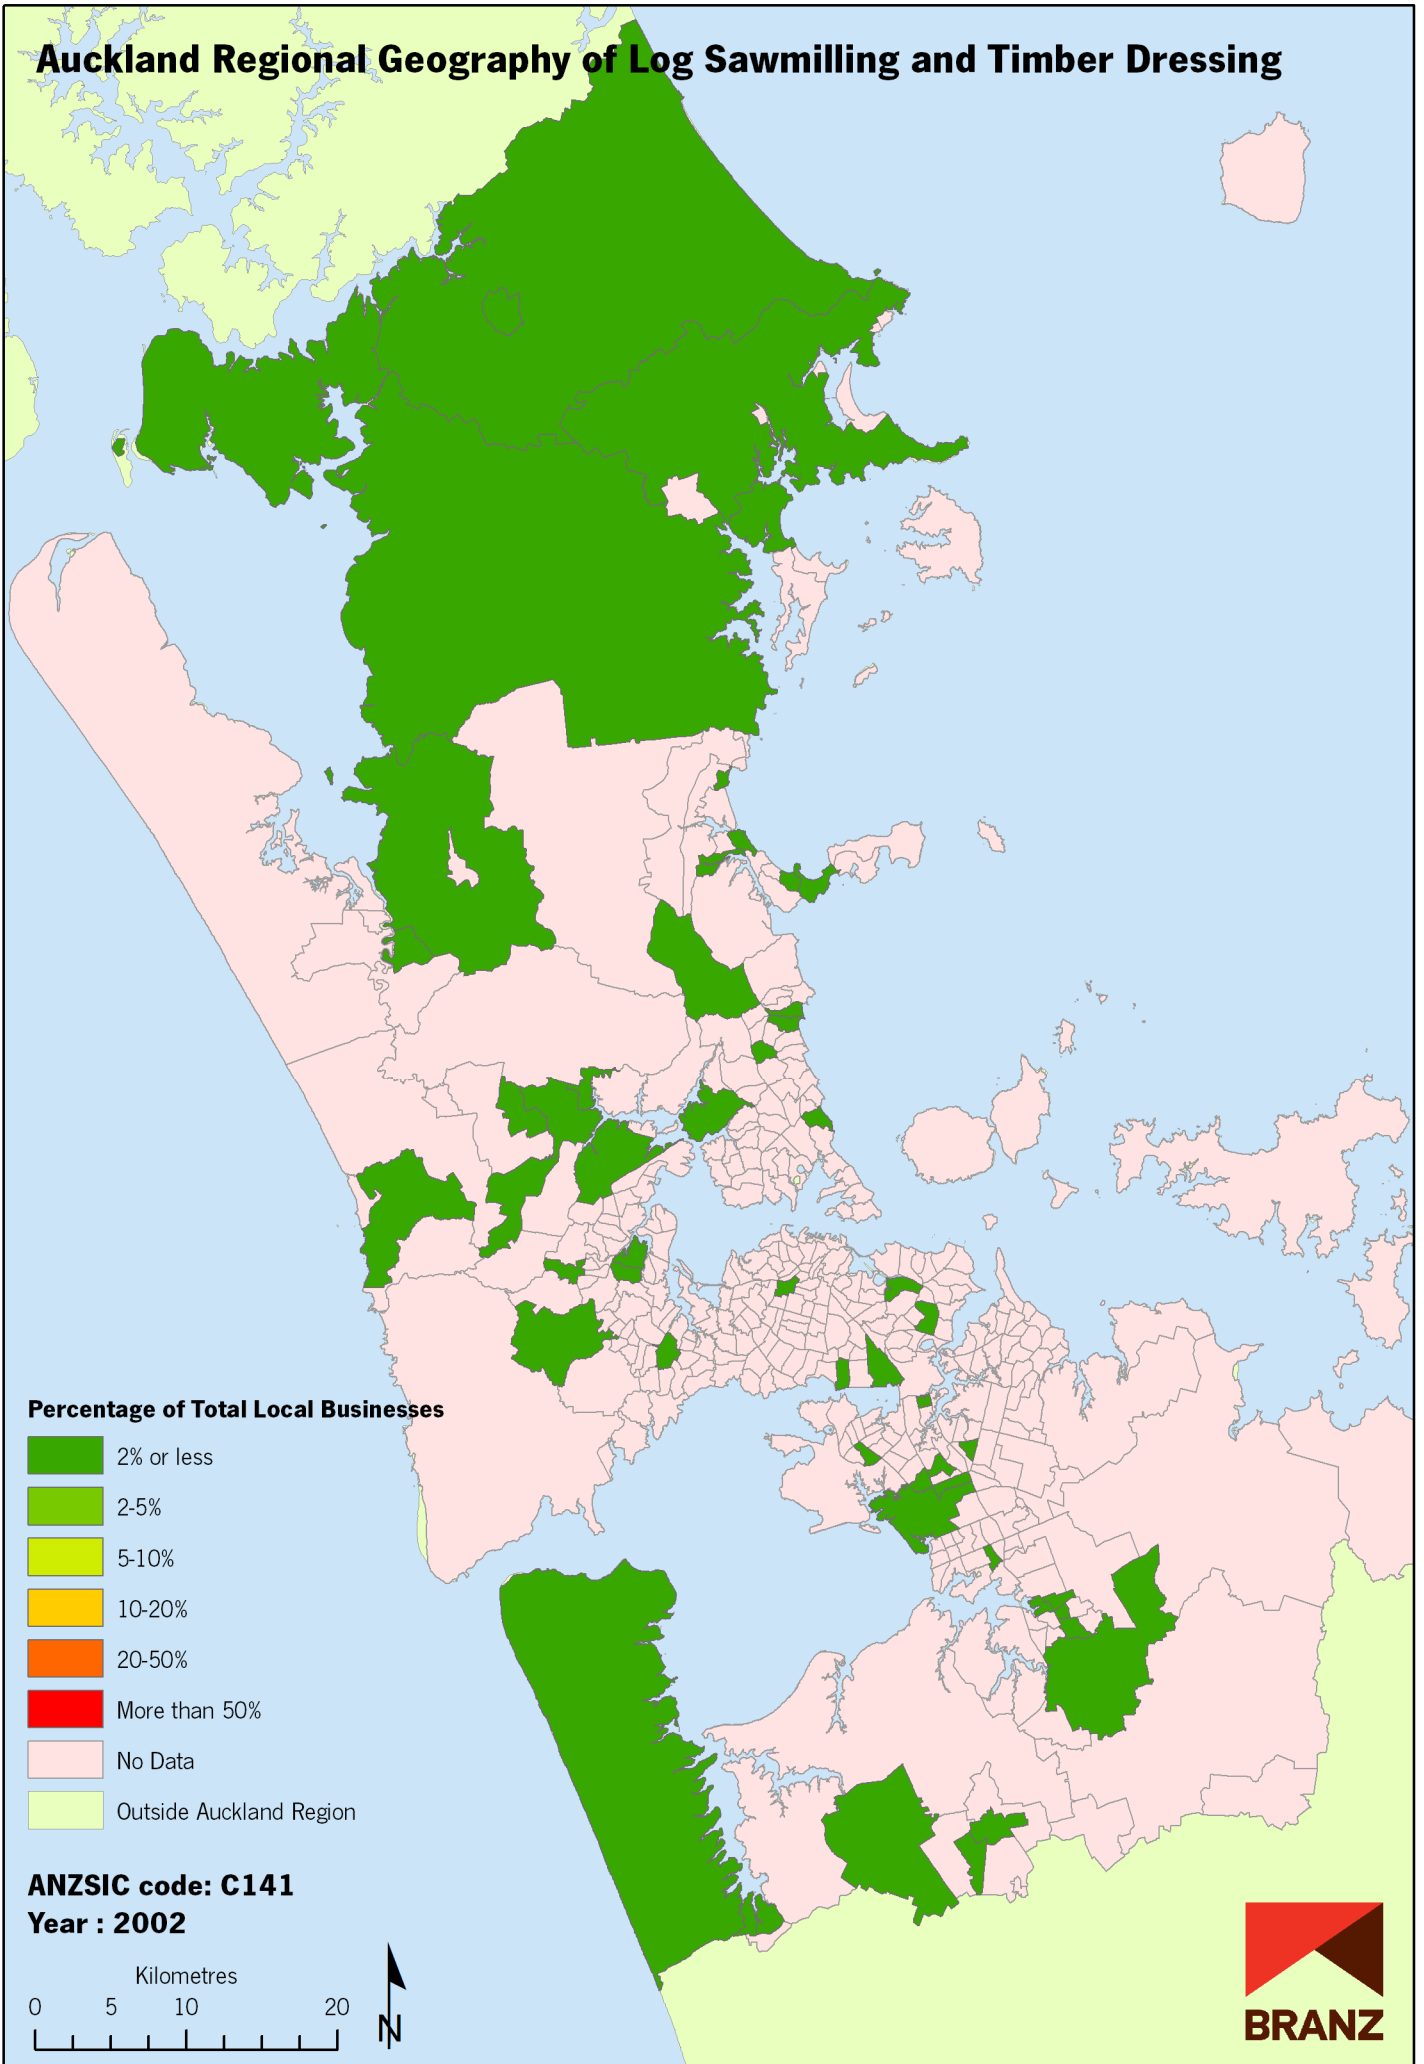 Auckland Regional Geography of Log Sawmilling and Timber Dressing
Percentage of Total Local Businesses
2% or less
2-5%
5-10%
10-20%
20-50%
More than 50%
No Data
Outside Auckland Region
ANZSIC code: C141
Year : 2002
Kilometres
0 5 10 20
N
BRANZ